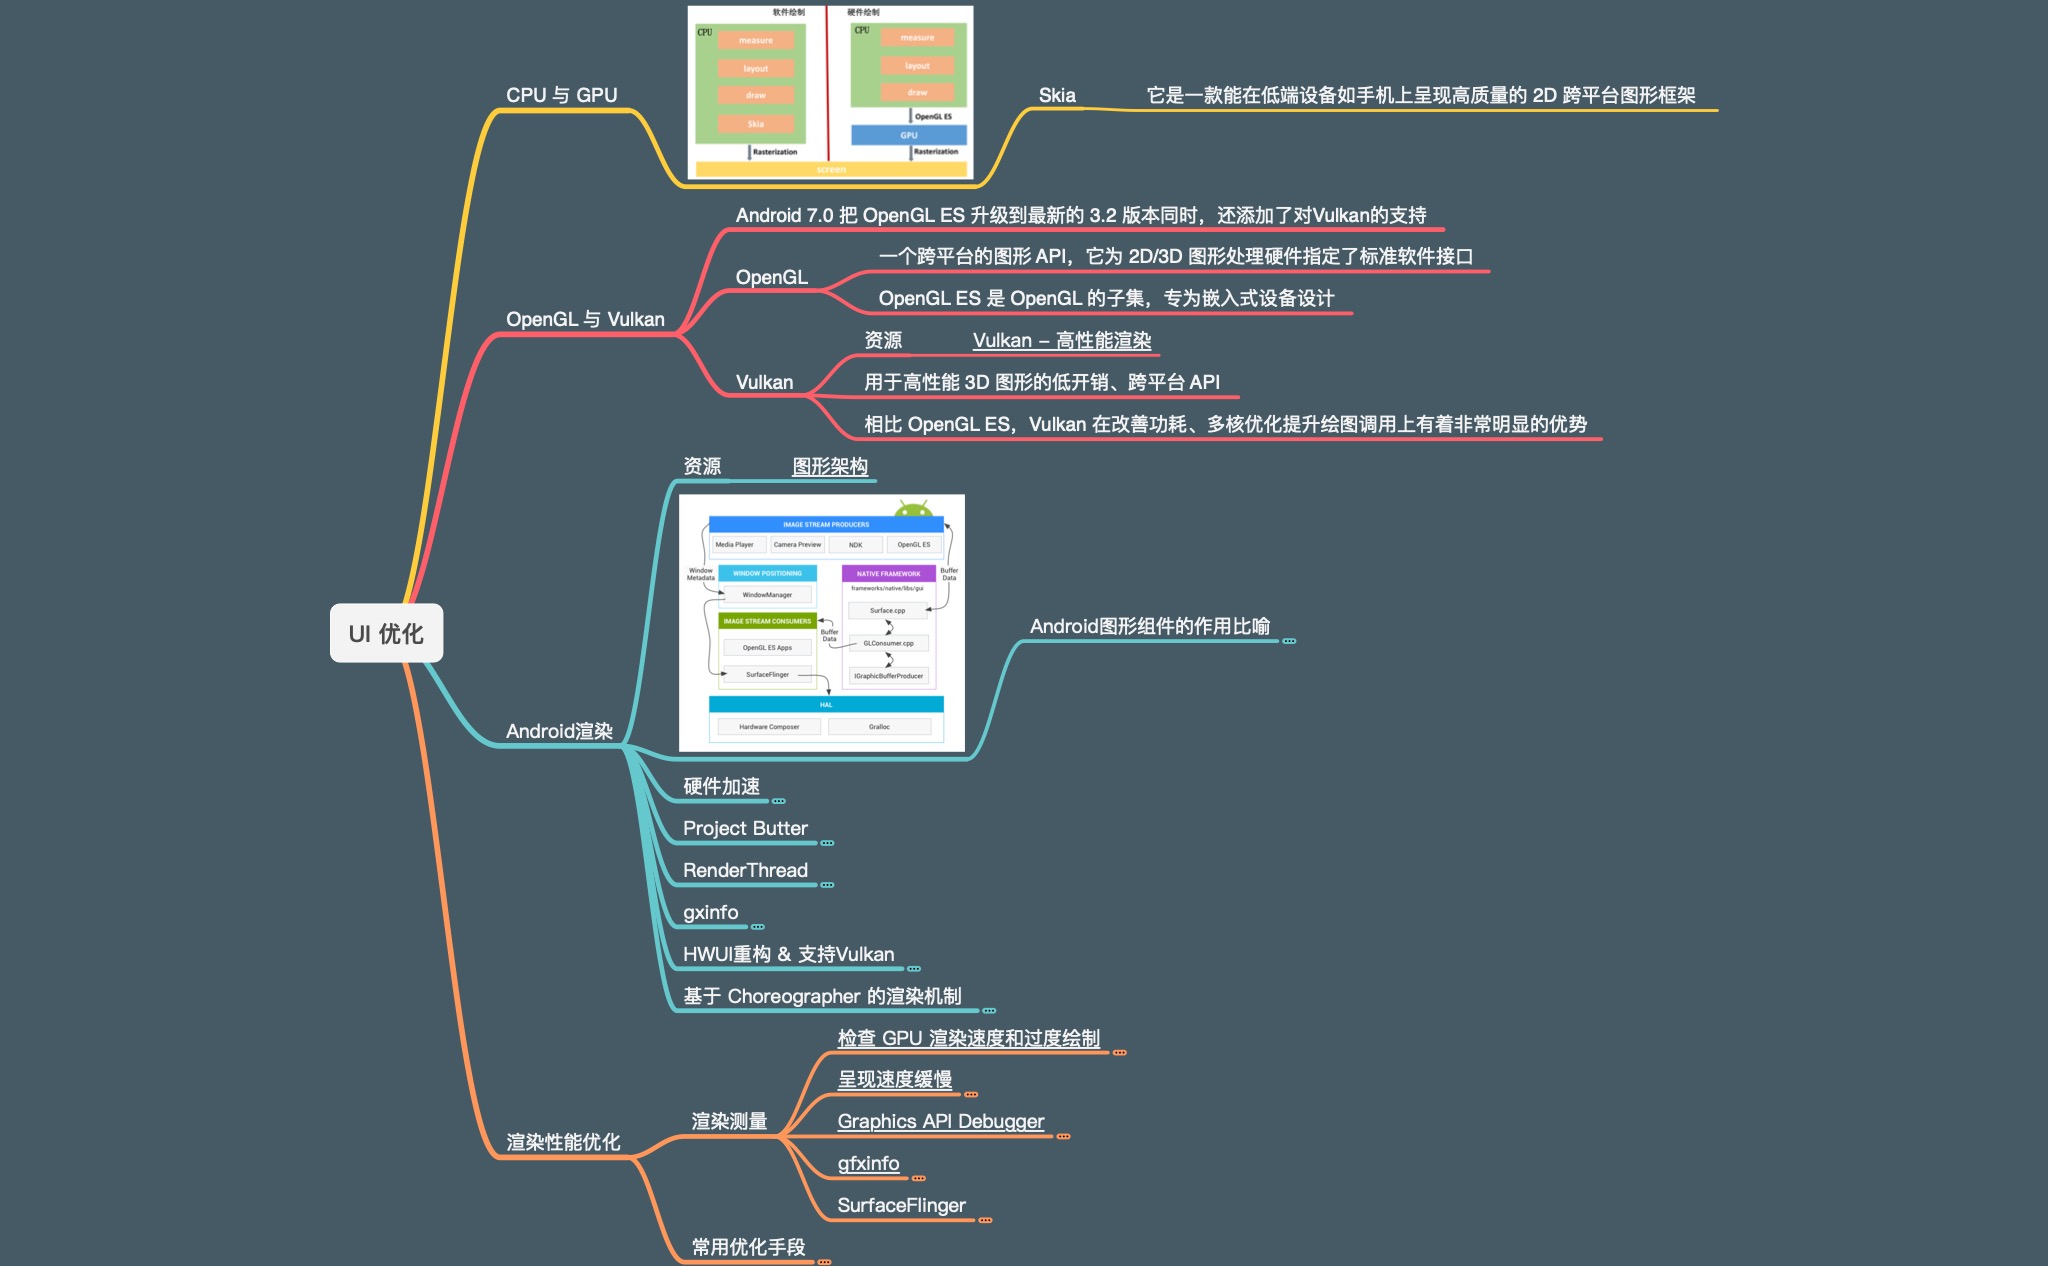 UI 优化
CPU 与 GPU
软件绘制
硬件绘制
CPU
measure
layout
draw
Skia
Rasterization
CPU
measure
layout
draw
OpenGL ES
GPU
Rasterization
screen
Skia
它是一款能在低端设备如手机上呈现高质量的 2D 跨平台图形框架
OpenGL 与 Vulkan
Android 7.0 把 OpenGL ES 升级到最新的 3.2 版本同时，还添加了对Vulkan的支持
OpenGL
一个跨平台的图形 API，它为 2D/3D 图形处理硬件指定了标准软件接口
OpenGL ES 是 OpenGL 的子集，专为嵌入式设备设计
Vulkan
资源
Vulkan – 高性能渲染
用于高性能 3D 图形的低开销、跨平台 API
相比 OpenGL ES，Vulkan 在改善功耗、多核优化提升绘图调用上有着非常明显的优势
Android渲染
资源
图形架构
IMAGE STREAM PRODUCERS
Media Player
Camera Preview
NDK
OpenGL ES
Window
Metadata
Buffer
Data
WINDOW POSITIONING
WindowManager
NATIVE FRAMEWORK
frameworks/native/libs/gui
Surface.cpp
GLConsumer.cpp
IGraphicBufferProducer
IMAGE STREAM CONSUMERS
Buffer
Data
OpenGL ES Apps
SurfaceFlinger
HAL
Hardware Composer
Gralloc
Android图形组件的作用比喻
硬件加速
Project Butter
RenderThread
gxinfo
HWUI重构 & 支持Vulkan
基于 Choreographer 的渲染机制
渲染性能优化
渲染测量
检查 GPU 渲染速度和过度绘制
呈现速度缓慢
Graphics API Debugger
gfxinfo
SurfaceFlinger
常用优化手段